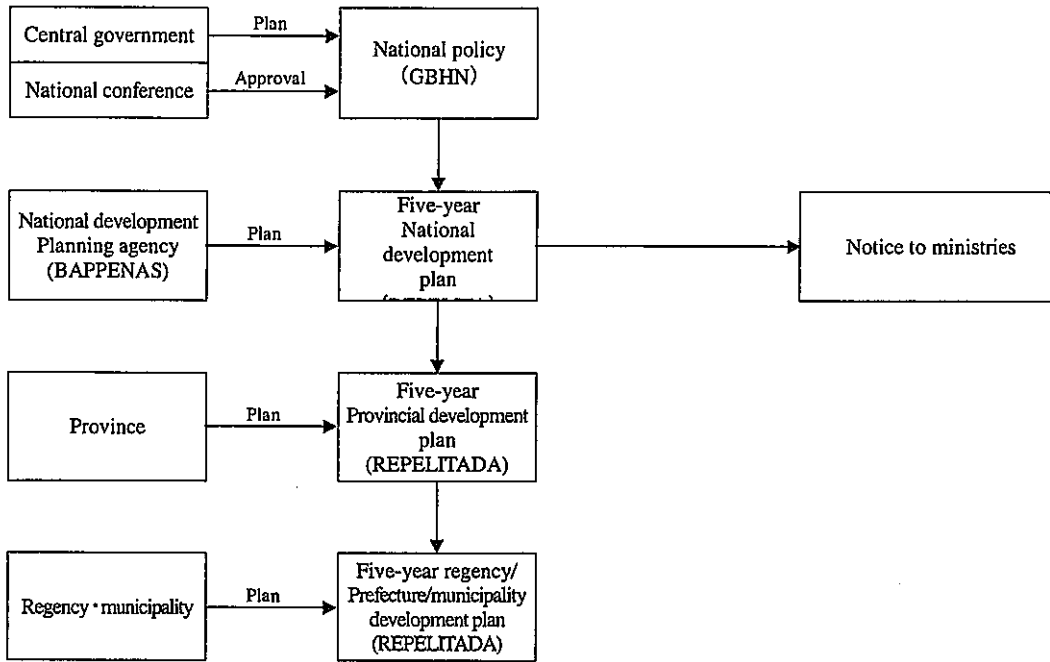 Central government
Plan
National policy
(GBHN)
National conference
Approval
National development
Planning agency
(BAPPENAS)
Plan
Five-year
National
development
plan
Notice to ministries
Province
Plan
Five-year
Provincial development
plan
(REPELITADA)
Regency・municipality
Plan
Five-year regency/
Prefecture/municipality
development plan
(REPELITADA)